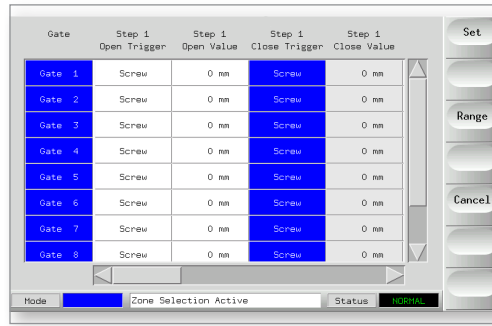 Gate Step 1 Step 1 Step 1 Step 1
Open Trigger Open Value Close Trigger Close Value
Gate 1 Screw 0 mm Screw 0 mm
Gate 2 Screw 0 mm Screw 0 mm
Gate 3 Screw 0 mm Screw 0 mm
Gate 4 Screw 0 mm Screw 0 mm
Gate 5 Screw 0 mm Screw 0 mm
Gate 6 Screw 0 mm Screw 0 mm
Gate 7 Screw 0 mm Screw 0 mm
Gate 8 Screw 0 mm Screw 0 mm
Mode Zone Selection Active Status NORMAL
Set
Range
Cancel